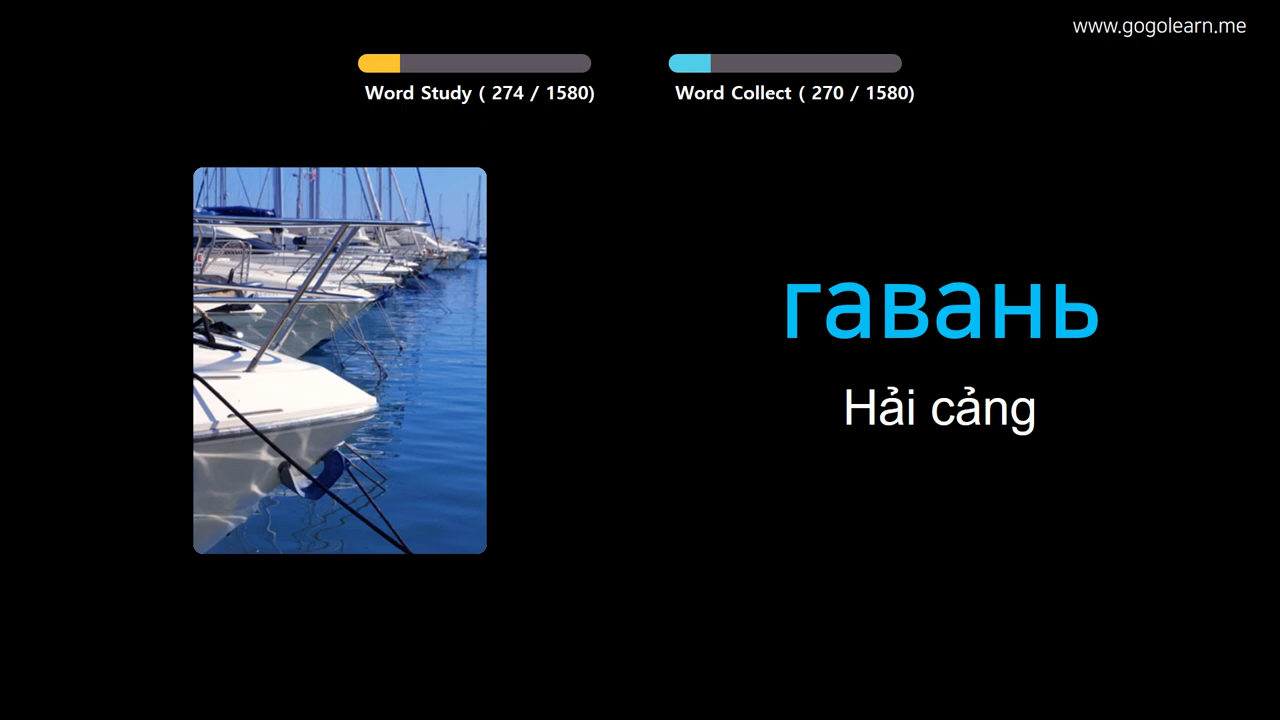 www.gogolearn.me
Word Study ( 274 / 1580)
Word Collect ( 270 / 1580)
гавань
Hải cảng